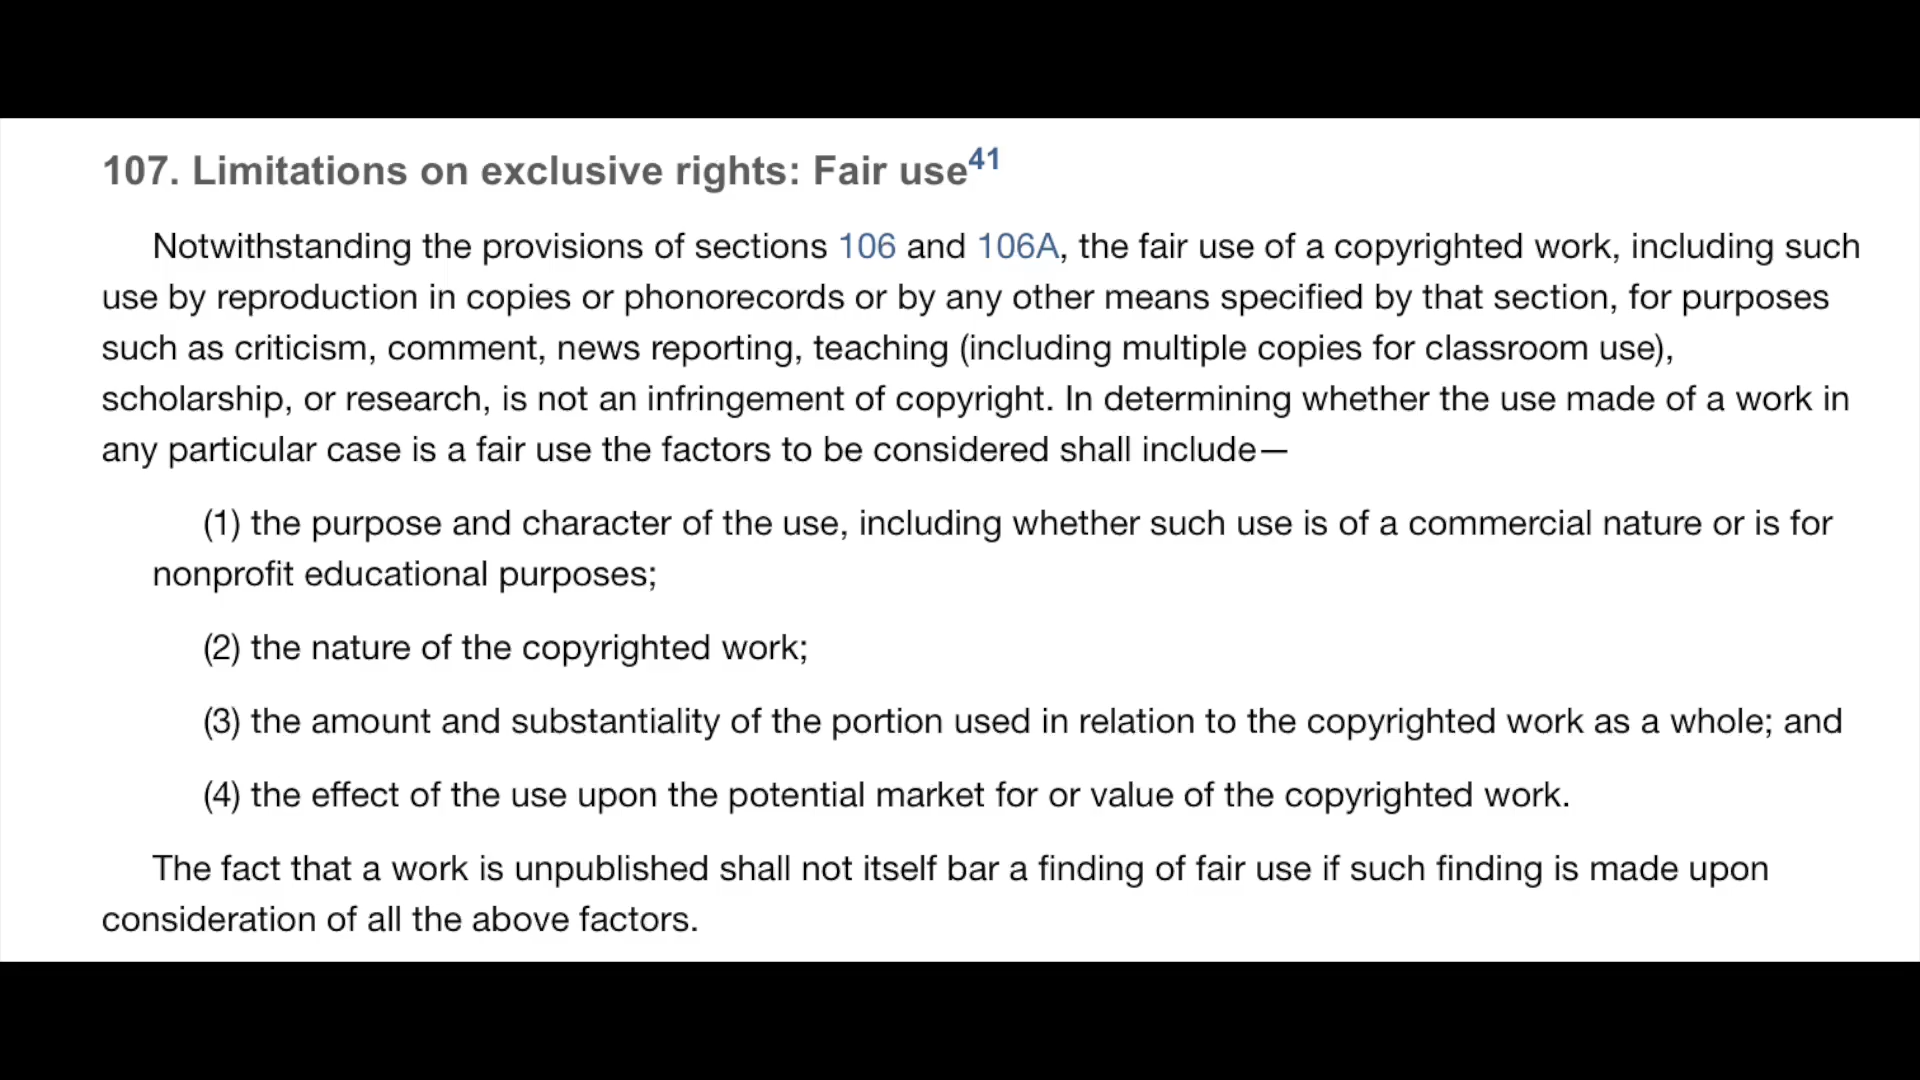 107. Limitations on exclusive rights: Fair use41
Notwithstanding the provisions of sections 106 and 106A, the fair use of a copyrighted work, including such
use by reproduction in copies or phonorecords or by any other means specified by that section, for purposes
such as criticism, comment, news reporting, teaching (including multiple copies for classroom use),
scholarship, or research, is not an infringement of copyright. In determining whether the use made of a work in
any particular case is a fair use the factors to be considered shall include—
(1) the purpose and character of the use, including whether such use is of a commercial nature or is for
nonprofit educational purposes;
(2) the nature of the copyrighted work;
(3) the amount and substantiality of the portion used in relation to the copyrighted work as a whole; and
(4) the effect of the use upon the potential market for or value of the copyrighted work.
The fact that a work is unpublished shall not itself bar a finding of fair use if such finding is made upon
consideration of all the above factors.